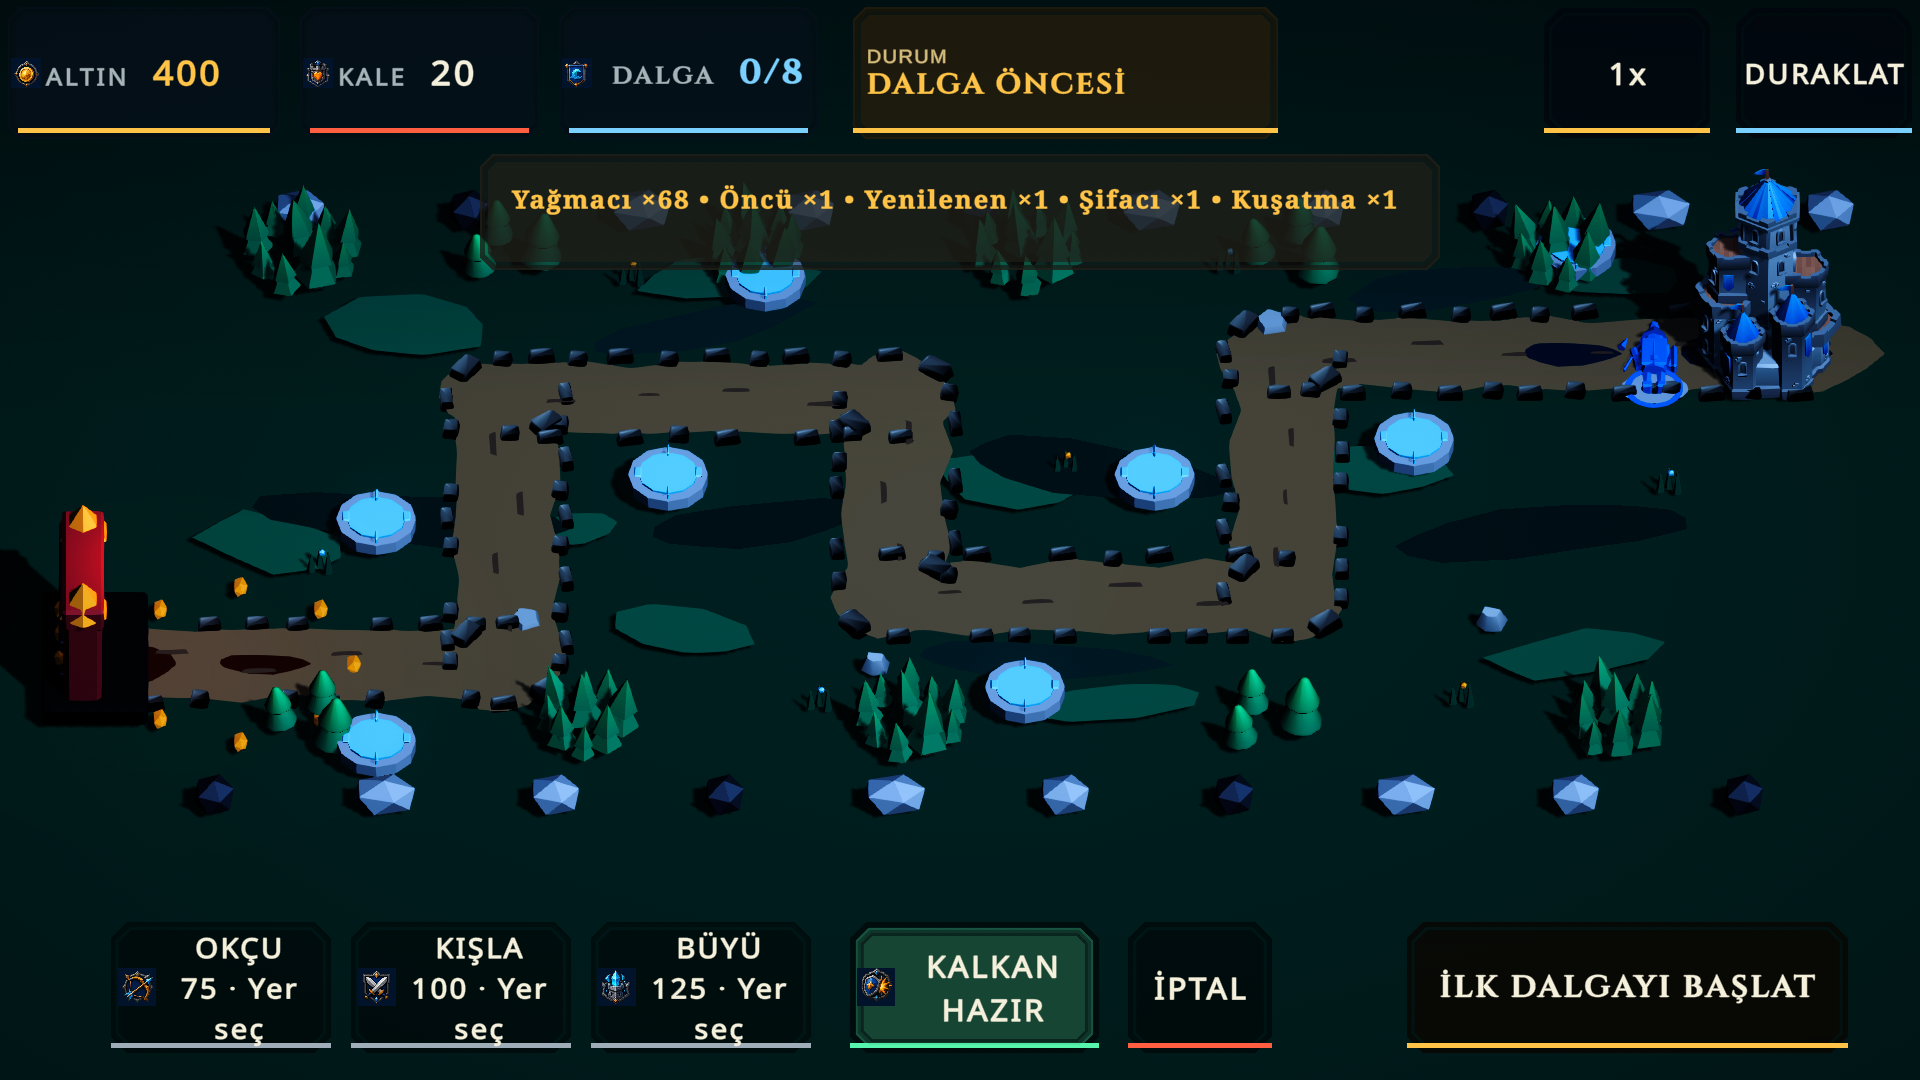 ALTIN 400
KALE 20
DALGA 0/8
DURUM
DALGA ÖNCESİ
1x
DURAKLAT
Yağmacı ×68 • Öncü ×1 • Yenilenen ×1 • Şifacı ×1 • Kuşatma ×1
OKÇU
75 · Yer
seç
KIŞLA
100 · Yer
seç
BÜYÜ
125 · Yer
seç
KALKAN
HAZIR
İPTAL
İLK DALGAYI BAŞLAT